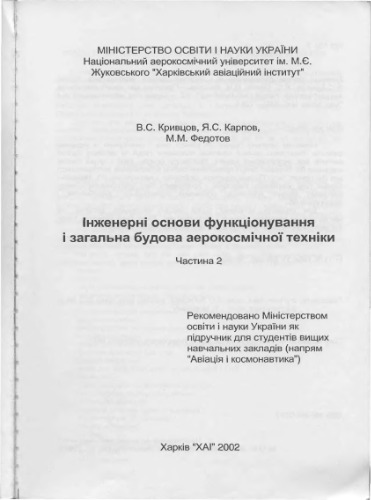 МІНІСТЕРСТВО ОСВІТИ І НАУКИ УКРАЇНИ
Національний аерокосмічний університет ім. М.Є.
Жуковського "Харківський авіаційний інститут"
В.С. Кривцов, Я.С. Карпов,
М.М. Федотов
Інженерні основи функціонування
і загальна будова аерокосмічної техніки
Частина 2
Рекомендовано Міністерством
освіти і науки України як
підручник для студентів вищих
навчальних закладів (напрям
"Авіація і космонавтика")
Харків "ХАІ" 2002